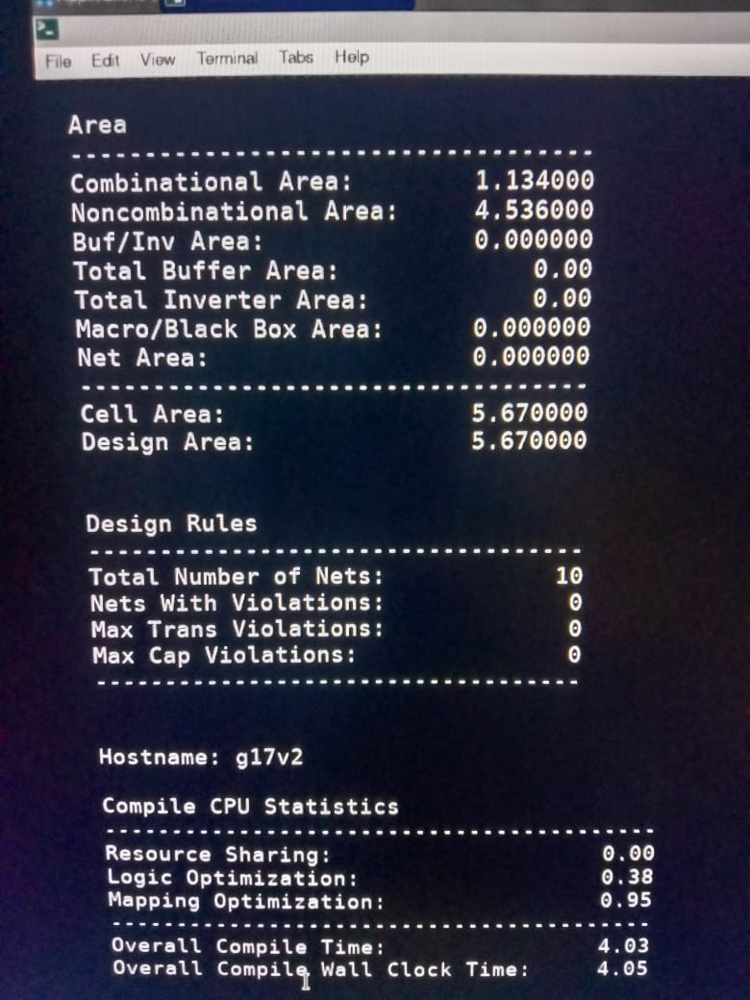 File Edit View Terminal Tabs Help
Area
-----------------------------------
Combinational Area: 1.134000
Noncombinational Area: 4.536000
Buf/Inv Area: 0.000000
Total Buffer Area: 0.00
Total Inverter Area: 0.00
Macro/Black Box Area: 0.000000
Net Area: 0.000000
-----------------------------------
Cell Area: 5.670000
Design Area: 5.670000
Design Rules
-----------------------------------
Total Number of Nets: 10
Nets With Violations: 0
Max Trans Violations: 0
Max Cap Violations: 0
-----------------------------------
Hostname: g17v2
Compile CPU Statistics
-----------------------------------------
Resource Sharing: 0.00
Logic Optimization: 0.38
Mapping Optimization: 0.95
-----------------------------------------
Overall Compile Time: 4.03
Overall Compile Wall Clock Time: 4.05